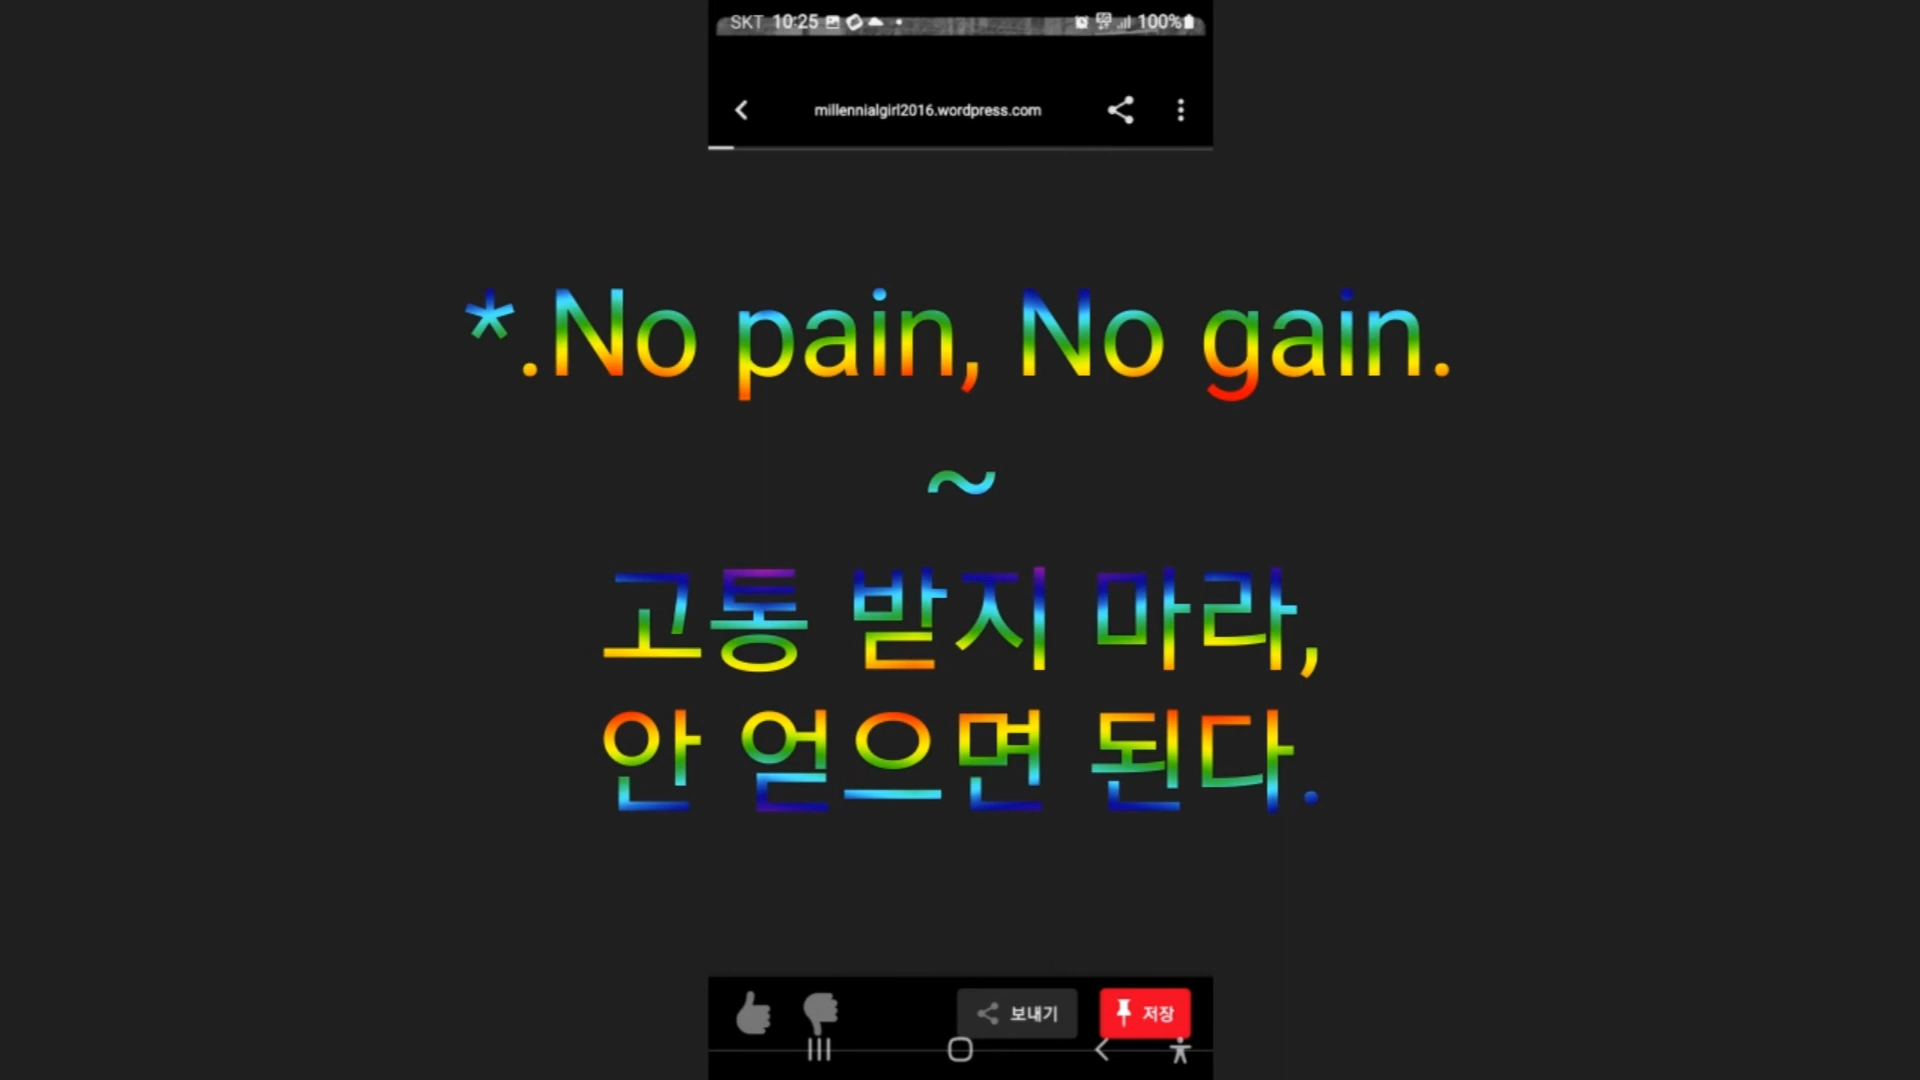 SKT 10:25 100%
millennialgirl2016.wordpress.com
*.No pain, No gain.
~
고통 받지 마라,
안 얻으면 된다.
보내기 저장